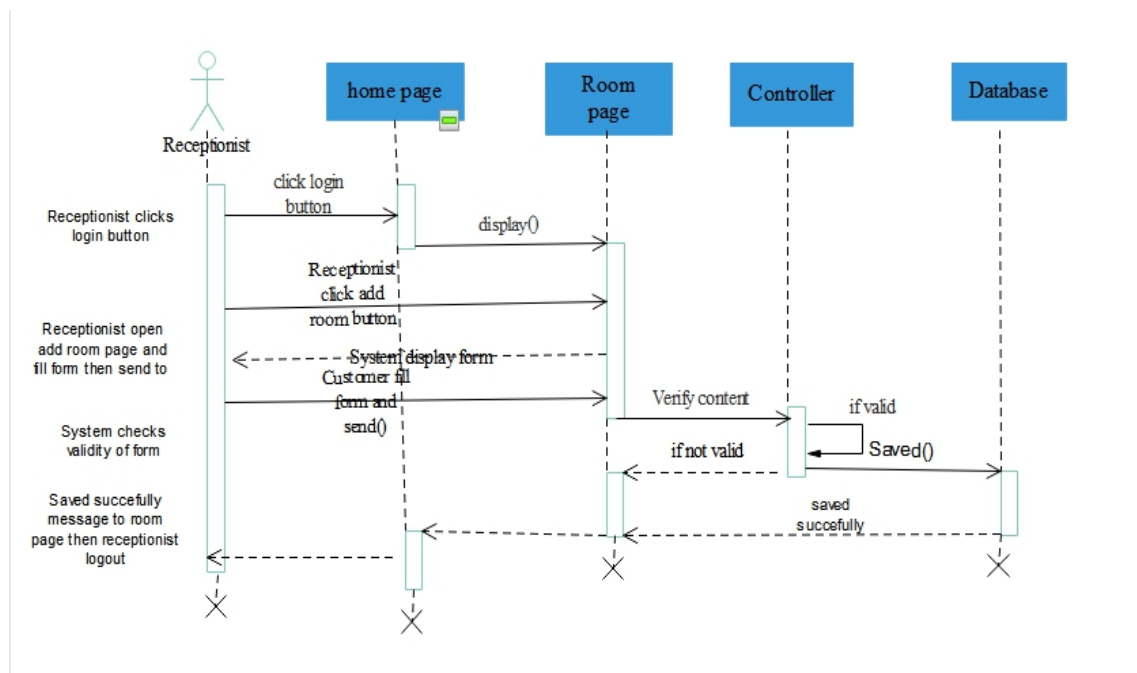 home page
Room
page
Controller
Database
Receptionist
click login
button
Receptionist clicks
login button
display()
Receptionist
click add
room button
Receptionist open
add room page and
fill form then send to
System display form
Customer fill
form and
send()
Verify content
if valid
System checks
validity of form
if not valid
Saved()
Saved succefully
message to room
page then receptionist
logout
saved
succefully